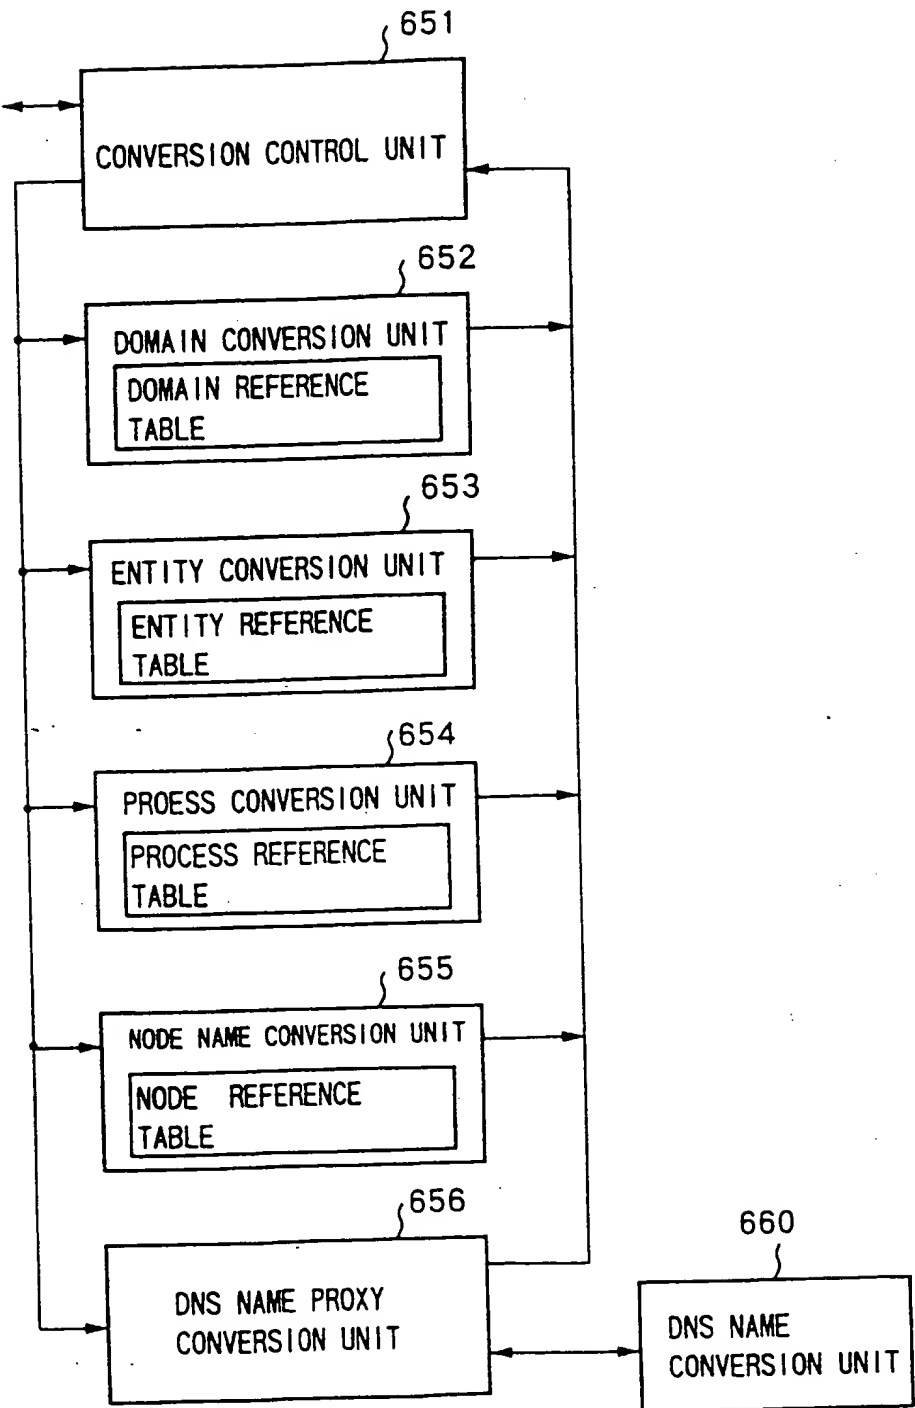 651
CONVERSION CONTROL UNIT
652
DOMAIN CONVERSION UNIT
DOMAIN REFERENCE
TABLE
653
ENTITY CONVERSION UNIT
ENTITY REFERENCE
TABLE
654
PROESS CONVERSION UNIT
PROCESS REFERENCE
TABLE
655
NODE NAME CONVERSION UNIT
NODE REFERENCE
TABLE
656
DNS NAME PROXY
CONVERSION UNIT
660
DNS NAME
CONVERSION UNIT